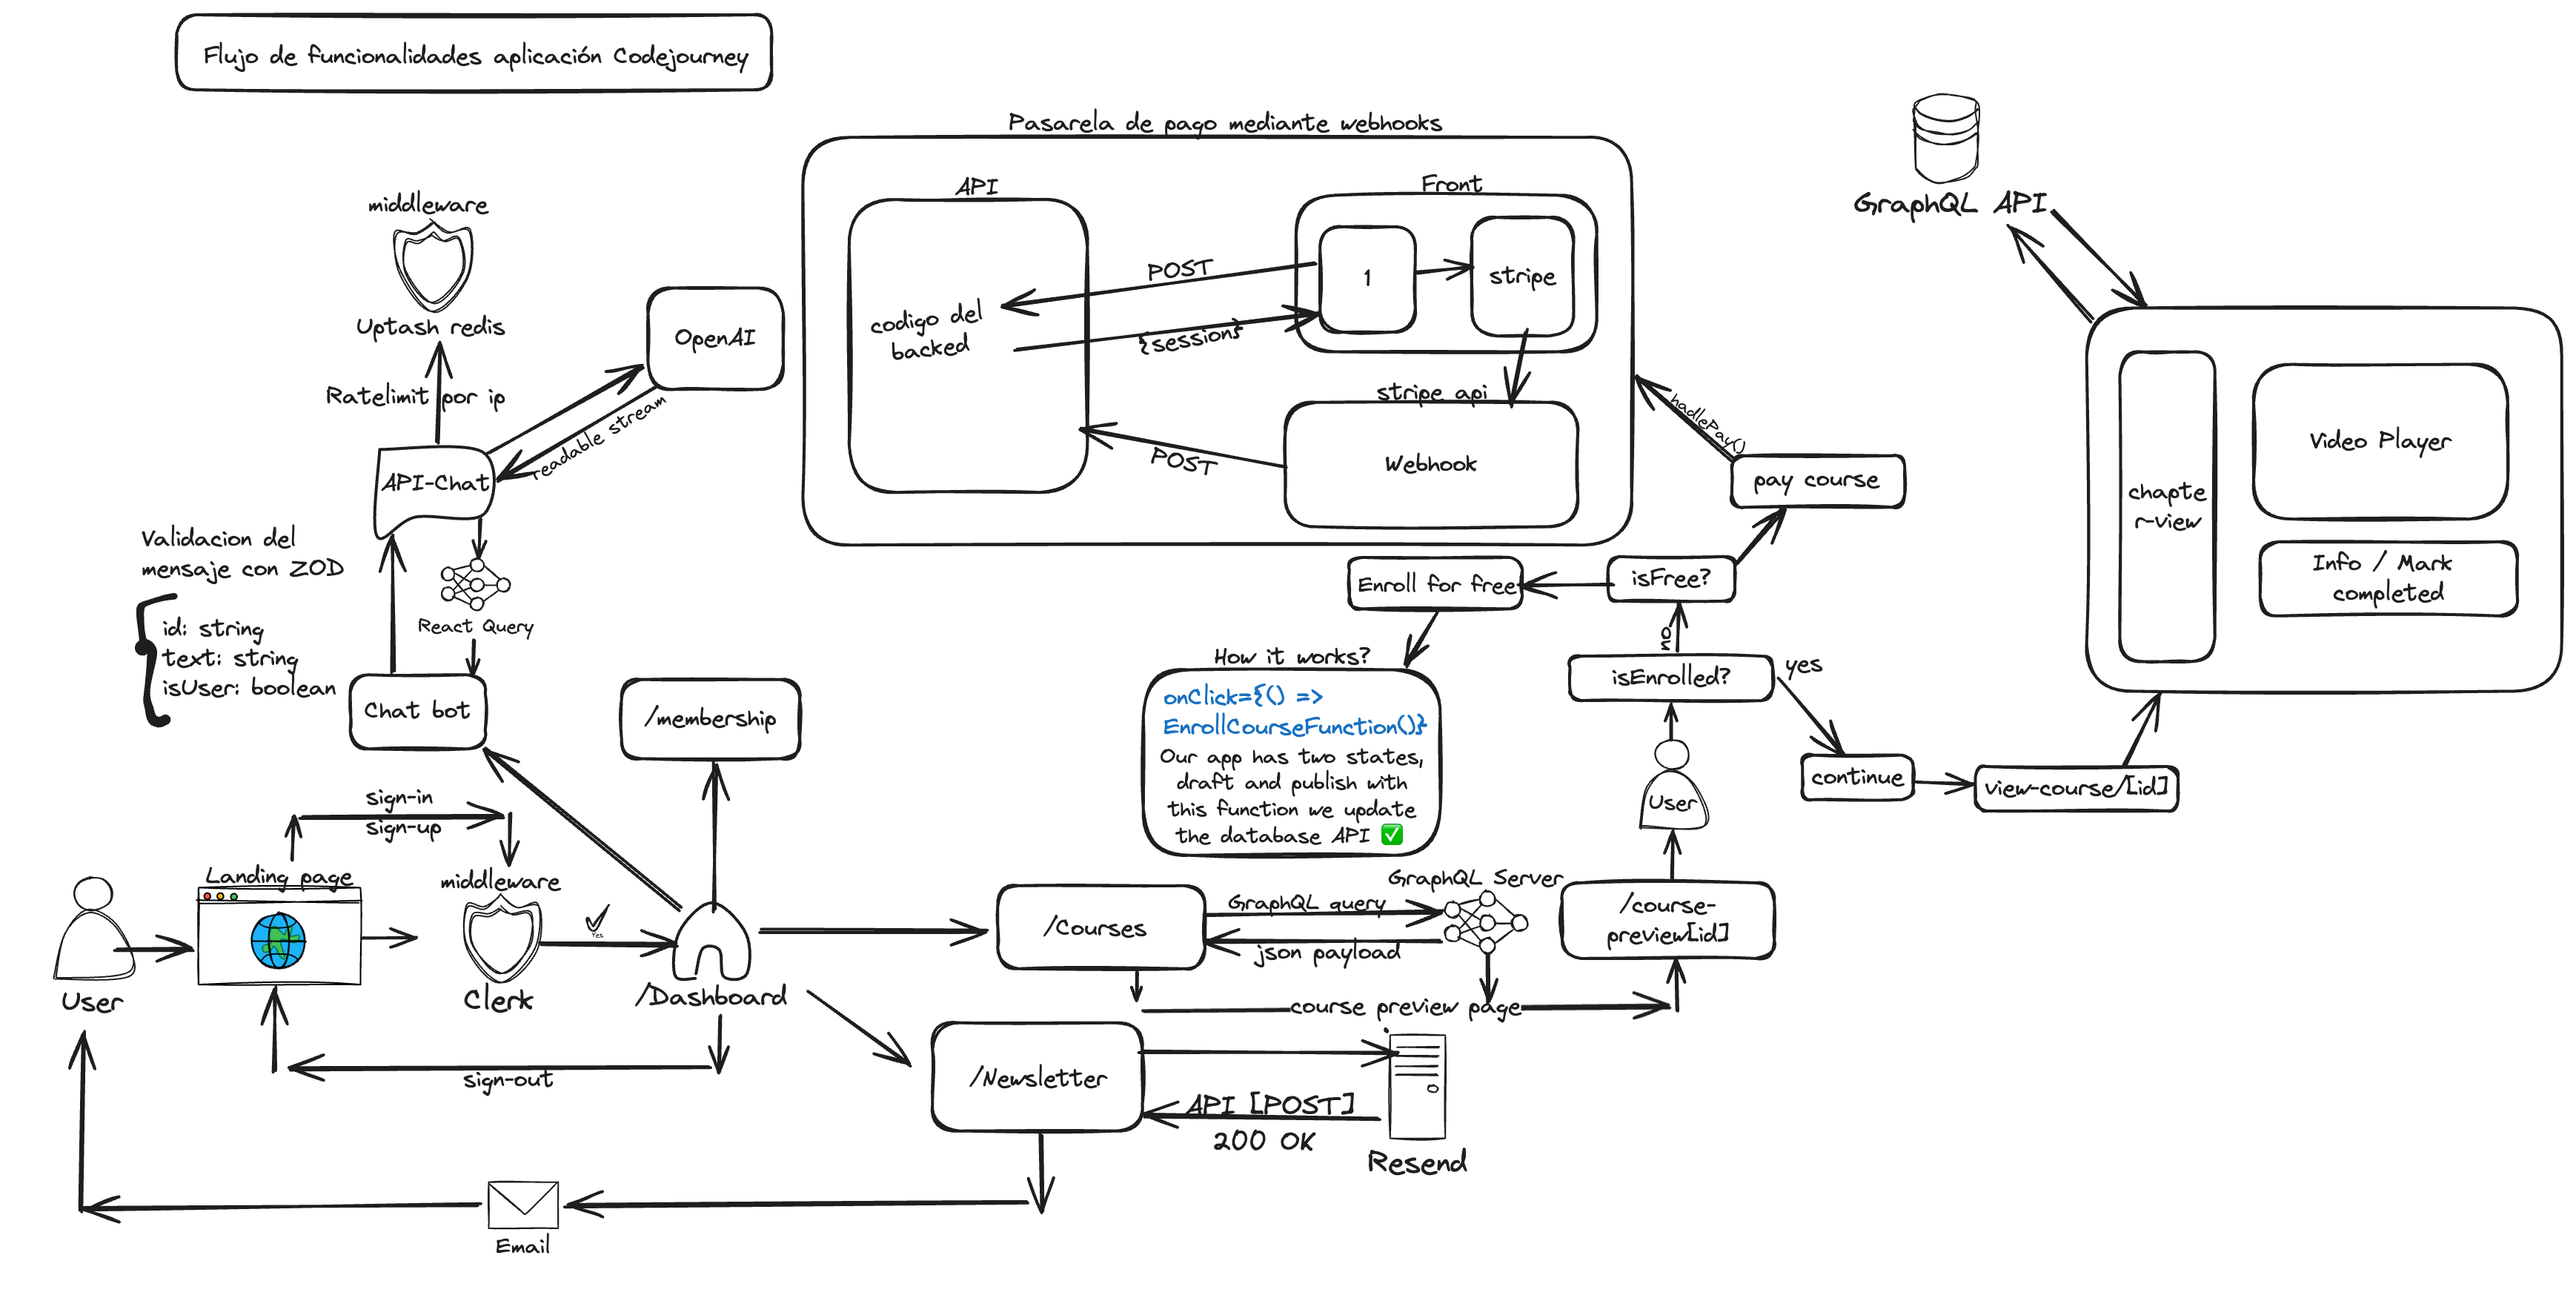 Flujo de funcionalidades aplicación Codejourney
Pasarela de pago mediante webhooks
API
Front
1
stripe
POST
{session}
codigo del
backed
stripe api
Webhook
POST
GraphQL API
chapte
r-view
Video Player
Info / Mark
completed
hadlePay()
pay course
isFree?
Enroll for free
no
isEnrolled?
yes
continue
view-course/[id]
User
How it works?
onClick={() =>
EnrollCourseFunction()}
Our app has two states,
draft and publish with
this function we update
the database API ✅
middleware
Uptash redis
Ratelimit por ip
OpenAI
readable stream
API-Chat
Validacion del
mensaje con ZOD
id: string
text: string
isUser: boolean
React Query
Chat bot
/membership
sign-in
sign-up
Landing page
middleware
Clerk
Yes
User
/Dashboard
sign-out
/Courses
GraphQL query
json payload
GraphQL Server
/course-
preview[id]
course preview page
/Newsletter
API [POST]
200 OK
Resend
Email